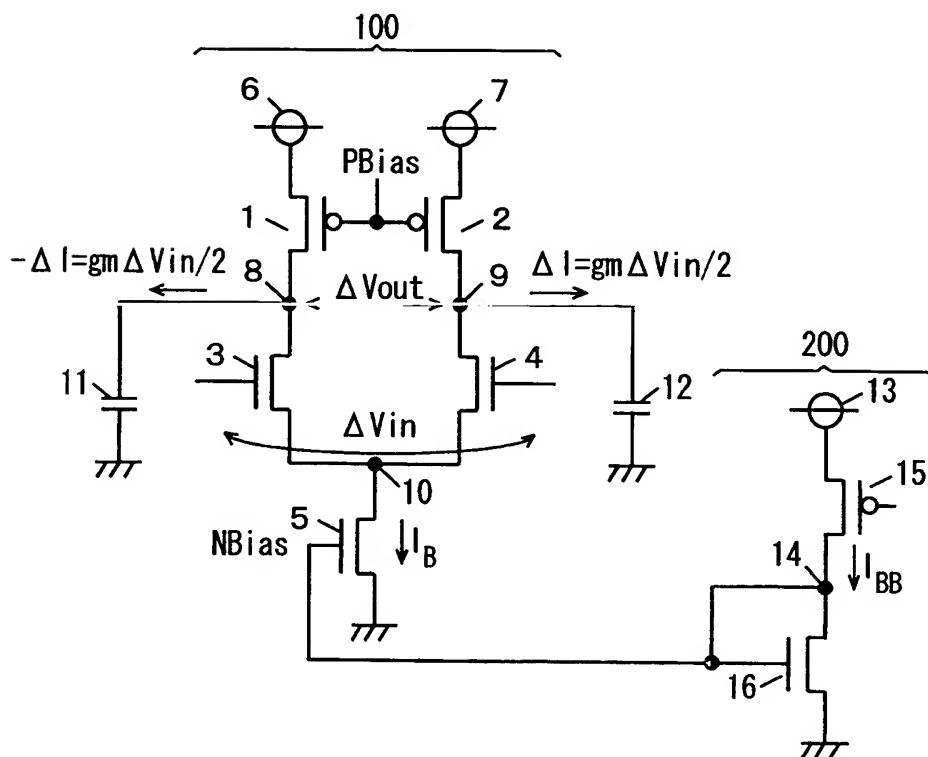 100
6
7
PBias
1
2
-ΔI=gmΔVin/2
8
ΔVout
9
ΔI=gmΔVin/2
3
4
11
12
ΔVin
10
5
NBias
I_B
200
13
15
14
I_BB
16